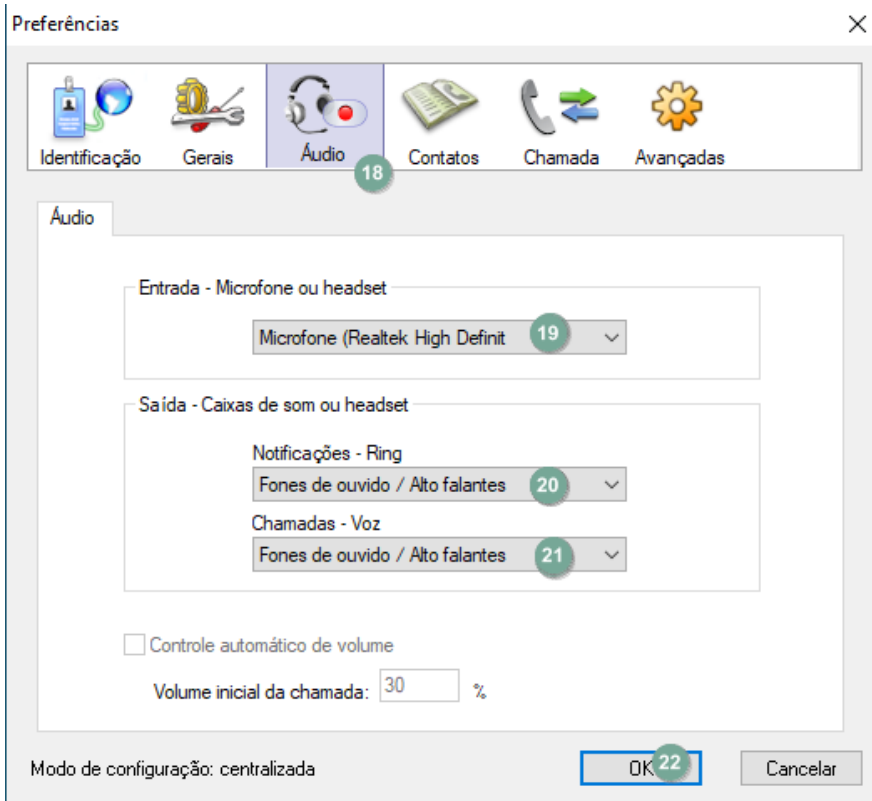 Preferências
Identificação Gerais Áudio Contatos Chamada Avançadas
18
Áudio
Entrada - Microfone ou headset
Microfone (Realtek High Definit 19
Saída - Caixas de som ou headset
Notificações - Ring
Fones de ouvido / Alto falantes 20
Chamadas - Voz
Fones de ouvido / Alto falantes 21
Controle automático de volume
Volume inicial da chamada: 30 %
Modo de configuração: centralizada OK 22 Cancelar